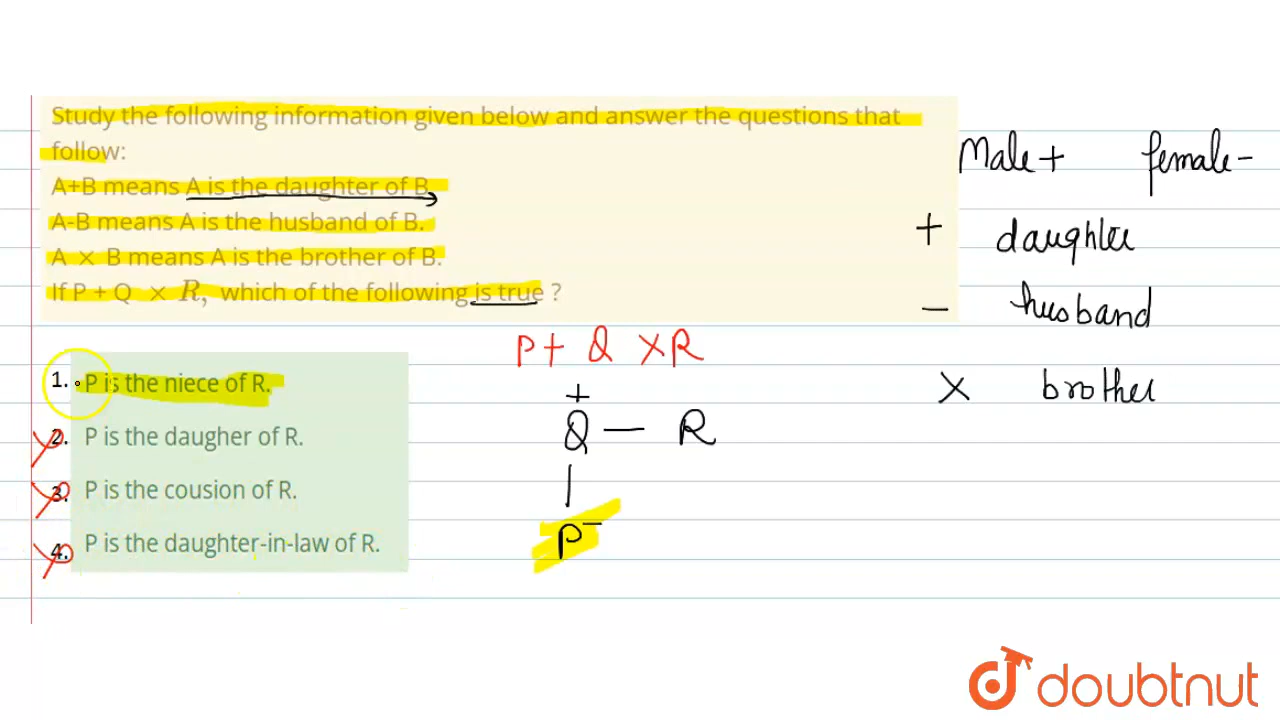 Study the following information given below and answer the questions that
follow:
A+B means A is the daughter of B.
A-B means A is the husband of B.
A × B means A is the brother of B.
If P + Q × R, which of the following is true ?
1. P is the niece of R.
2. P is the daugher of R.
3. P is the cousion of R.
4. P is the daughter-in-law of R.
P+ Q × R
+
Q — R
|
P −
Male + female -
+ daughter
- husband
× brother
doubtnut